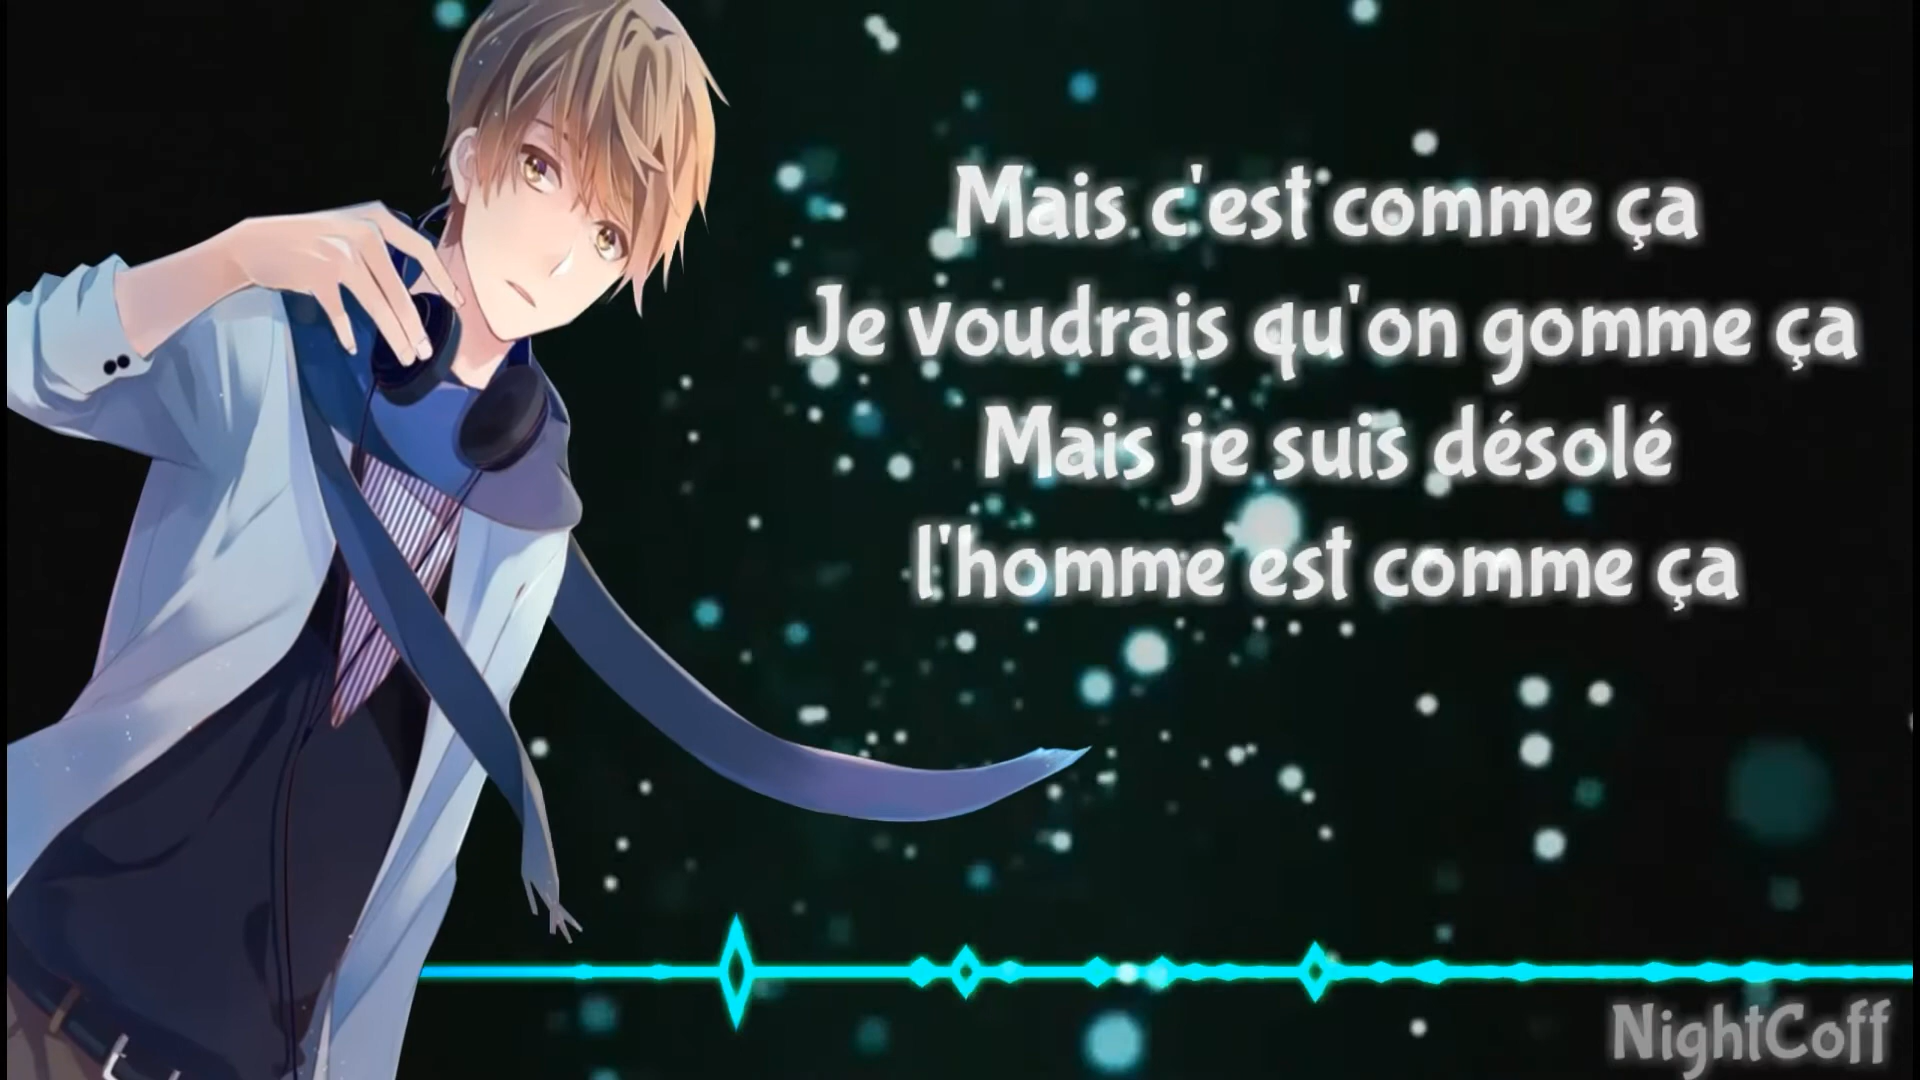 Mais c'est comme ça
Je voudrais qu'on gomme ça
Mais je suis désolé
l'homme est comme ça
NightCoff